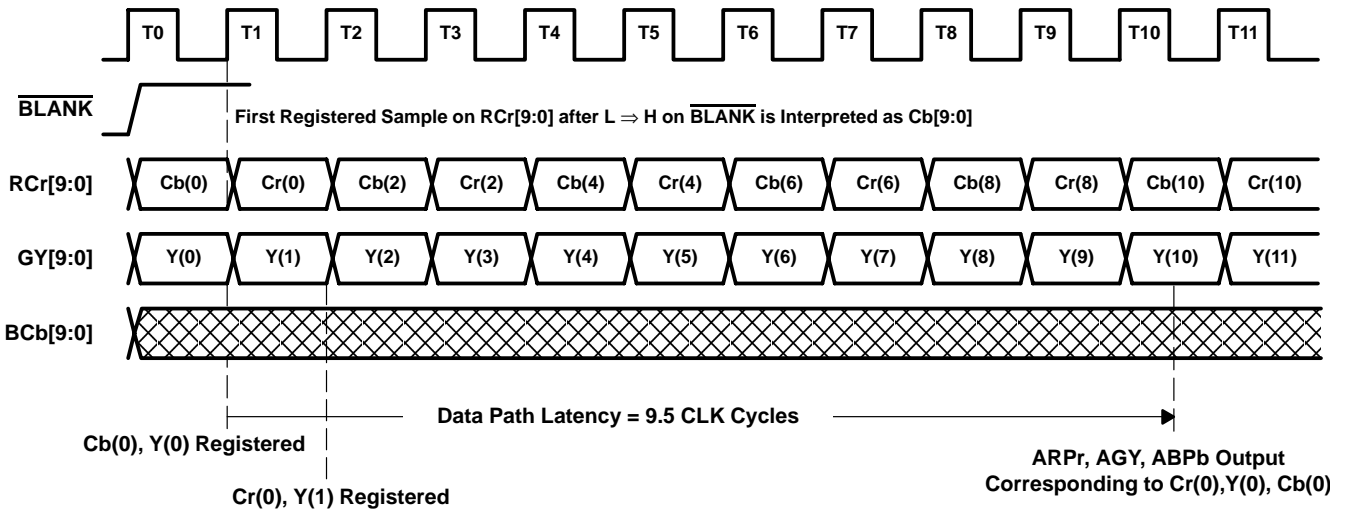 T0 T1 T2 T3 T4 T5 T6 T7 T8 T9 T10 T11
BLANK
First Registered Sample on RCr[9:0] after L ⇒ H on BLANK is Interpreted as Cb[9:0]
RCr[9:0] Cb(0) Cr(0) Cb(2) Cr(2) Cb(4) Cr(4) Cb(6) Cr(6) Cb(8) Cr(8) Cb(10) Cr(10)
GY[9:0] Y(0) Y(1) Y(2) Y(3) Y(4) Y(5) Y(6) Y(7) Y(8) Y(9) Y(10) Y(11)
BCb[9:0]
Data Path Latency = 9.5 CLK Cycles
Cb(0), Y(0) Registered
Cr(0), Y(1) Registered
ARPr, AGY, ABPb Output
Corresponding to Cr(0),Y(0), Cb(0)